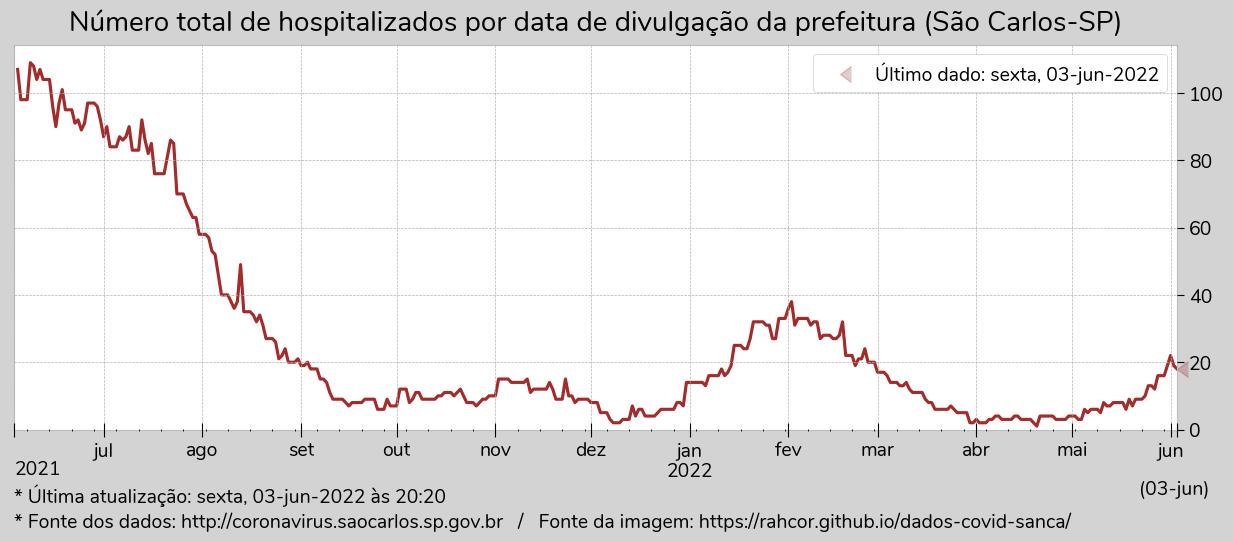 Número total de hospitalizados por data de divulgação da prefeitura (São Carlos-SP)
Último dado: sexta, 03-jun-2022
100
80
60
40
20
0
jul ago set out nov dez jan fev mar abr mai jun
2021 2022
(03-jun)
* Última atualização: sexta, 03-jun-2022 às 20:20
* Fonte dos dados: http://coronavirus.saocarlos.sp.gov.br / Fonte da imagem: https://rahcor.github.io/dados-covid-sanca/